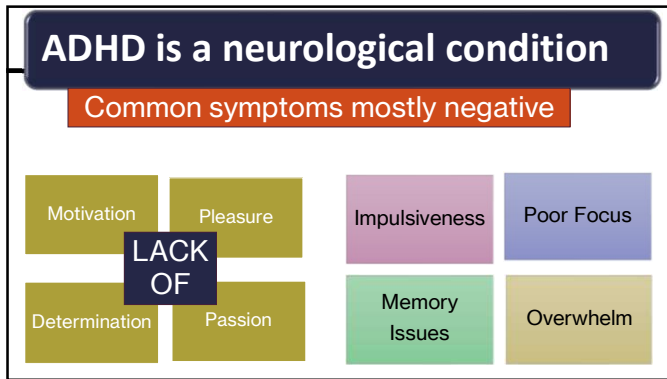 ADHD is a neurological condition
Common symptoms mostly negative
Motivation
Pleasure
LACK
OF
Determination
Passion
Impulsiveness
Poor Focus
Memory
Issues
Overwhelm